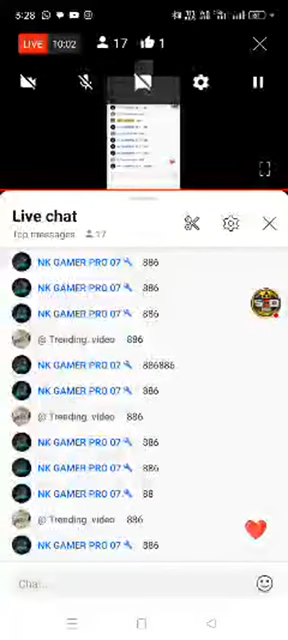 5:28
LIVE 10:02 17 1
Live chat
Top messages 17
NK GAMER PRO 07 886
NK GAMER PRO 07 886
NK GAMER PRO 07 886
@ Trending. video 886
NK GAMER PRO 07 886886
NK GAMER PRO 07 886
@ Trending. video 886
NK GAMER PRO 07 886
NK GAMER PRO 07 886
NK GAMER PRO 07 88
@ Trending. video 886
NK GAMER PRO 07 886
Chat...